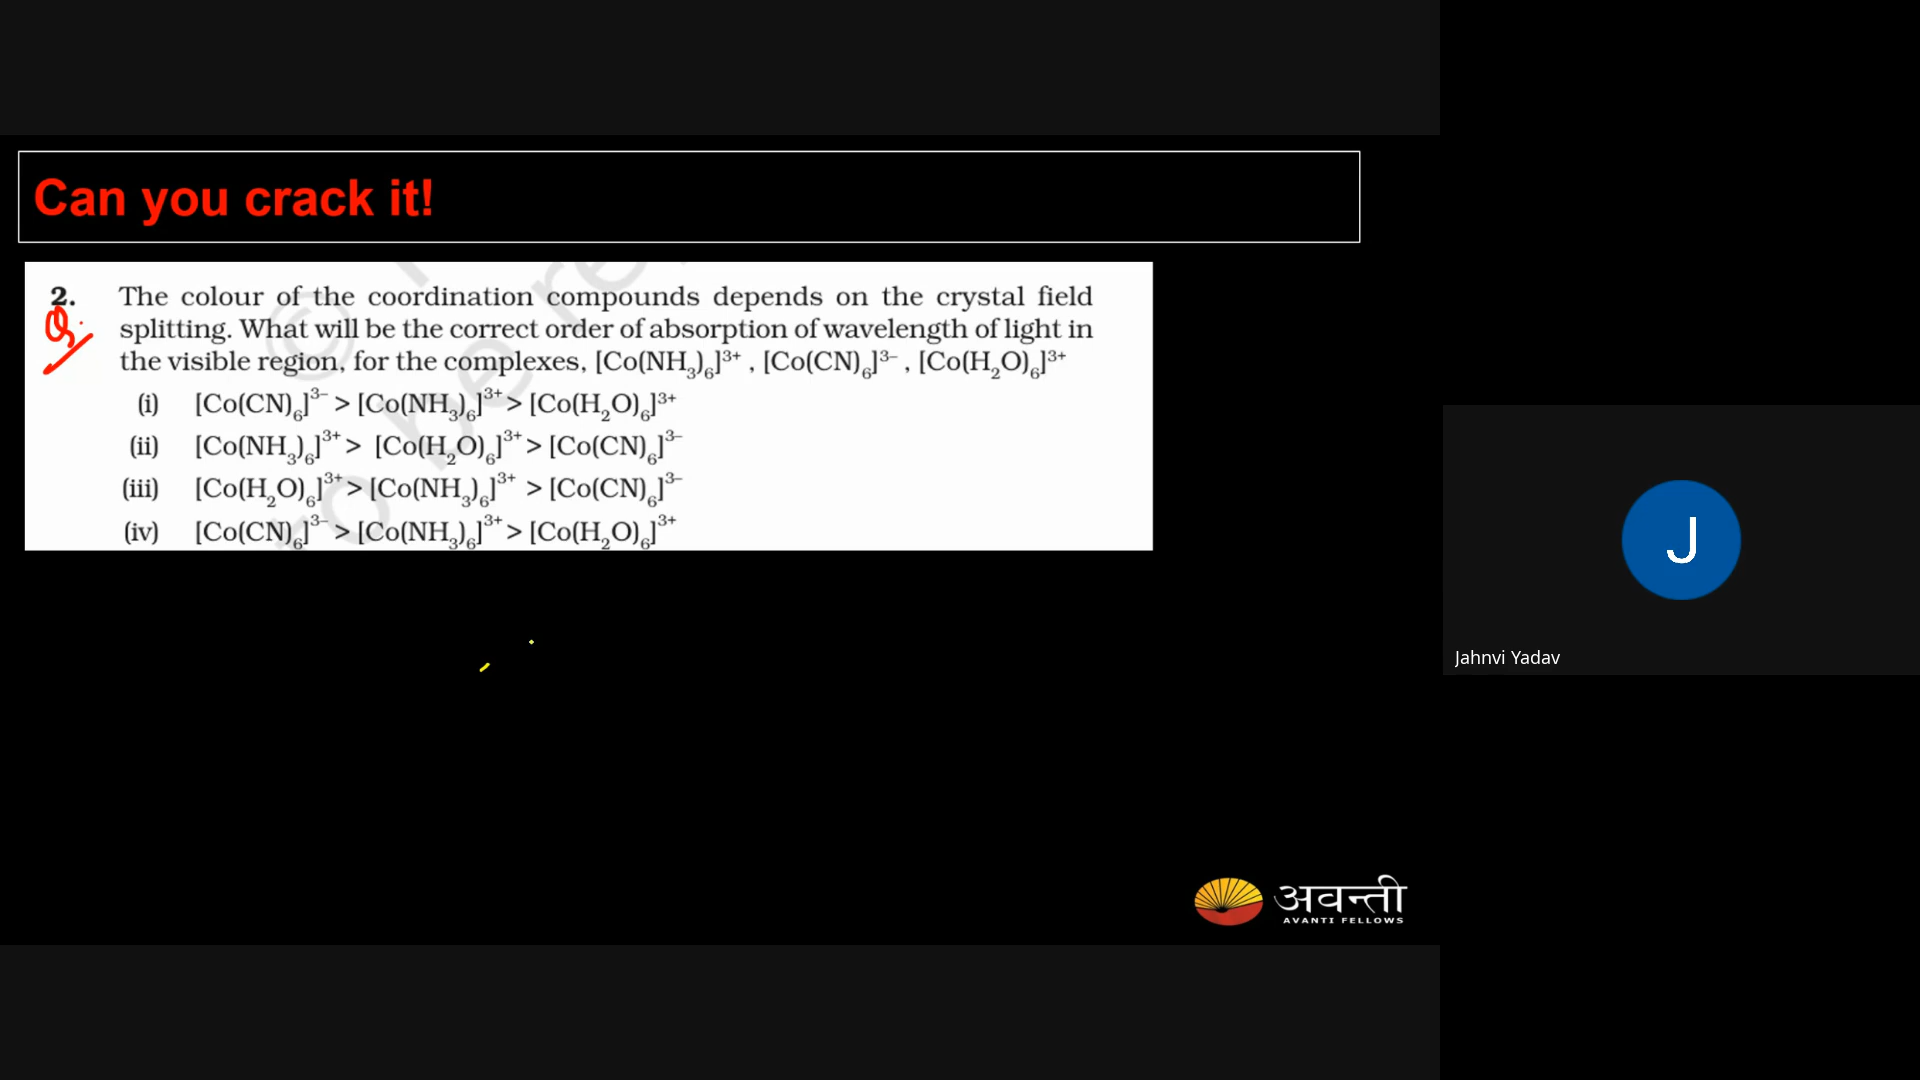 Can you crack it!
2. The colour of the coordination compounds depends on the crystal field
splitting. What will be the correct order of absorption of wavelength of light in
the visible region, for the complexes, [Co(NH₃)₆]³⁺ , [Co(CN)₆]³⁻ , [Co(H₂O)₆]³⁺
(i) [Co(CN)₆]³⁻ > [Co(NH₃)₆]³⁺ > [Co(H₂O)₆]³⁺
(ii) [Co(NH₃)₆]³⁺ > [Co(H₂O)₆]³⁺ > [Co(CN)₆]³⁻
(iii) [Co(H₂O)₆]³⁺ > [Co(NH₃)₆]³⁺ > [Co(CN)₆]³⁻
(iv) [Co(CN)₆]³⁻ > [Co(NH₃)₆]³⁺ > [Co(H₂O)₆]³⁺
J
Jahnvi Yadav
अवन्ती
AVANTI FELLOWS